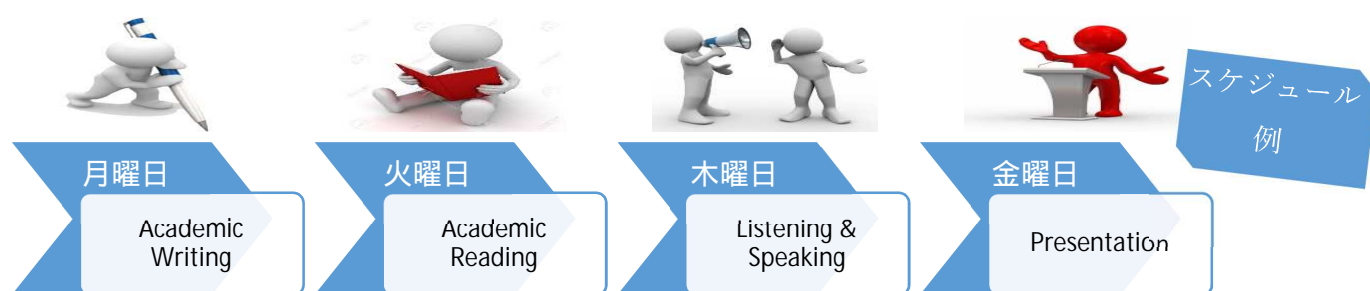 スケジュール
例
月曜日
Academic
Writing
火曜日
Academic
Reading
木曜日
Listening &
Speaking
金曜日
Presentation